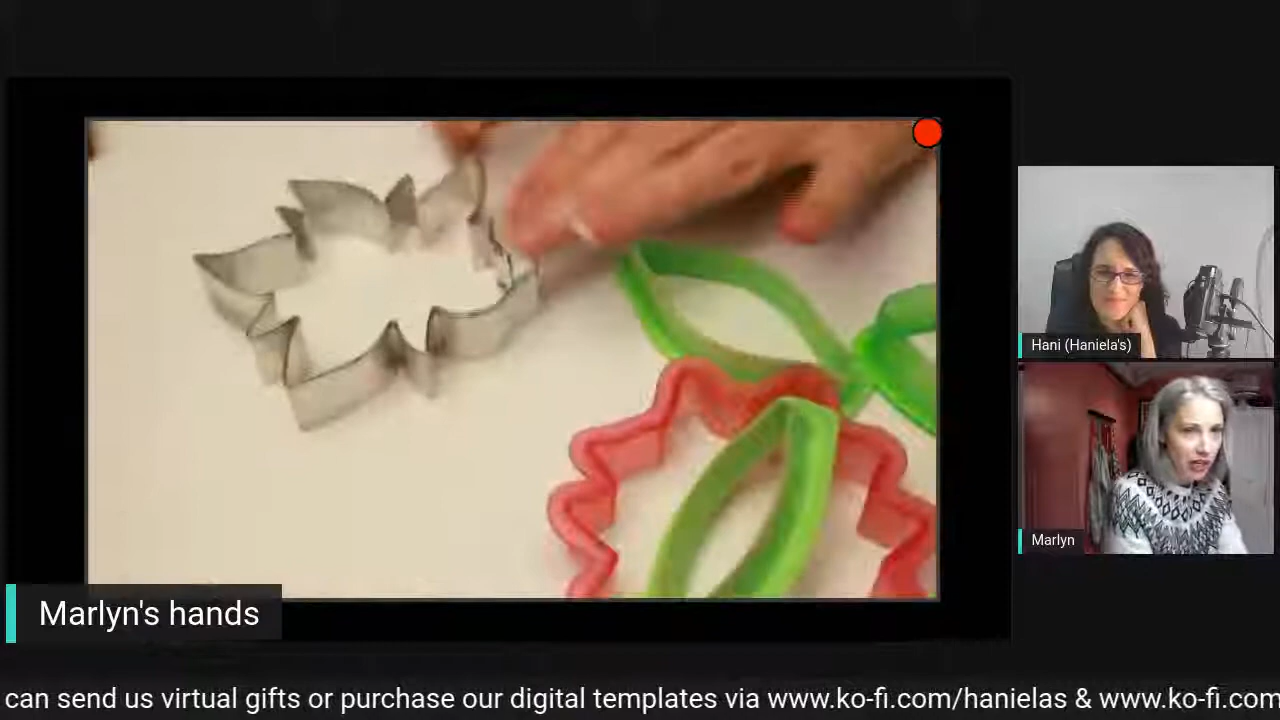 Hani (Haniela's)
Marlyn
Marlyn's hands
can send us virtual gifts or purchase our digital templates via www.ko-fi.com/hanielas & www.ko-fi.com